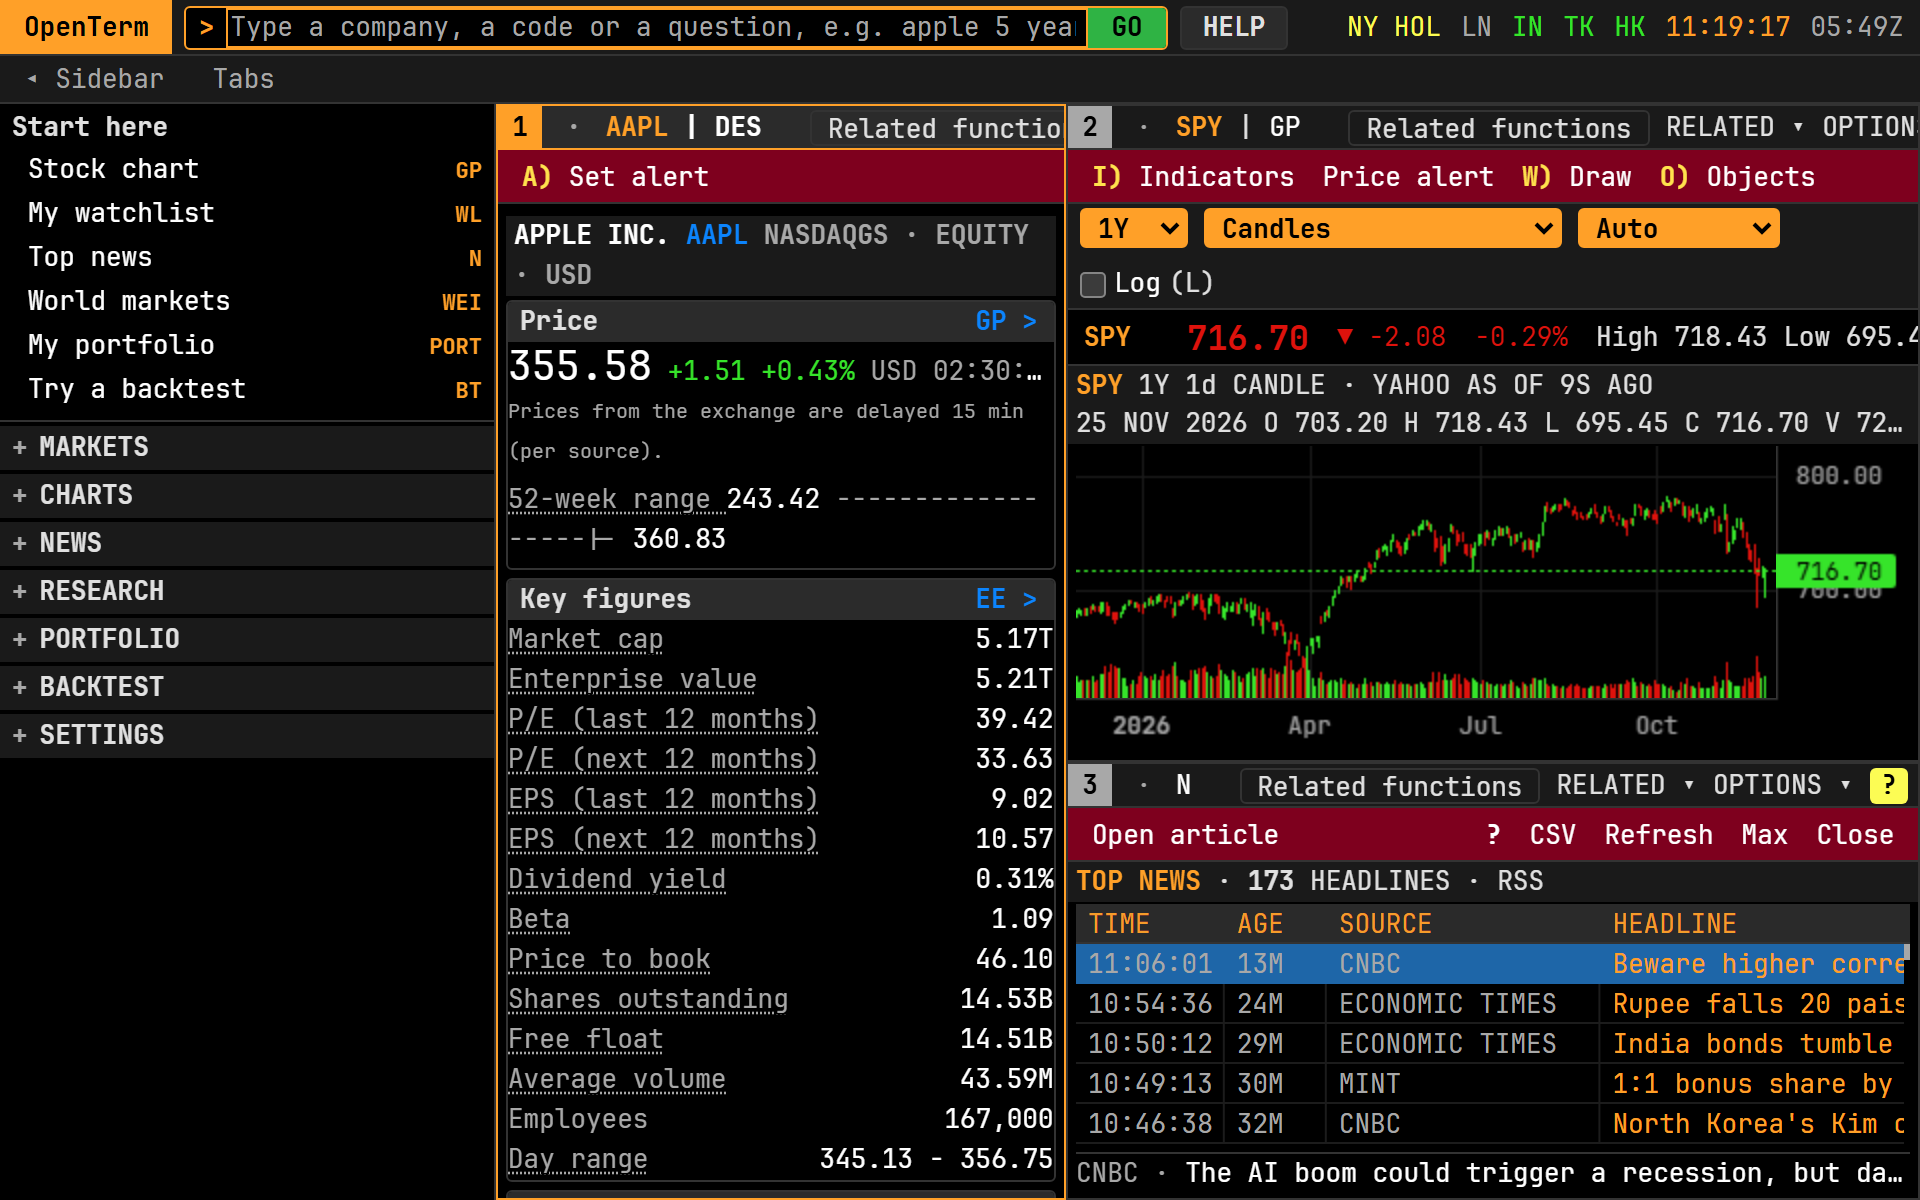 OpenTerm > Type a company, a code or a question, e.g. apple 5 year GO HELP NY HOL LN IN TK HK 11:19:17 05:49Z
◂ Sidebar Tabs
Start here
Stock chart GP
My watchlist WL
Top news N
World markets WEI
My portfolio PORT
Try a backtest BT
+ MARKETS
+ CHARTS
+ NEWS
+ RESEARCH
+ PORTFOLIO
+ BACKTEST
+ SETTINGS
1 · AAPL | DES Related functio
A) Set alert
APPLE INC. AAPL NASDAQGS · EQUITY
· USD
Price GP >
355.58 +1.51 +0.43% USD 02:30:…
Prices from the exchange are delayed 15 min
(per source).
52-week range 243.42 -------------
-----|— 360.83
Key figures EE >
Market cap 5.17T
Enterprise value 5.21T
P/E (last 12 months) 39.42
P/E (next 12 months) 33.63
EPS (last 12 months) 9.02
EPS (next 12 months) 10.57
Dividend yield 0.31%
Beta 1.09
Price to book 46.10
Shares outstanding 14.53B
Free float 14.51B
Average volume 43.59M
Employees 167,000
Day range 345.13 - 356.75
2 · SPY | GP Related functions RELATED ▾ OPTION
I) Indicators Price alert W) Draw O) Objects
1Y Candles Auto
Log (L)
SPY 716.70 ▼ -2.08 -0.29% High 718.43 Low 695.4
SPY 1Y 1d CANDLE · YAHOO AS OF 9S AGO
25 NOV 2026 O 703.20 H 718.43 L 695.45 C 716.70 V 72…
800.00
716.70
700.00
2026 Apr Jul Oct
3 · N Related functions RELATED ▾ OPTIONS ▾ ?
Open article ? CSV Refresh Max Close
TOP NEWS · 173 HEADLINES · RSS
TIME AGE SOURCE HEADLINE
11:06:01 13M CNBC Beware higher corre
10:54:36 24M ECONOMIC TIMES Rupee falls 20 pais
10:50:12 29M ECONOMIC TIMES India bonds tumble
10:49:13 30M MINT 1:1 bonus share by
10:46:38 32M CNBC North Korea's Kim
CNBC · The AI boom could trigger a recession, but da…